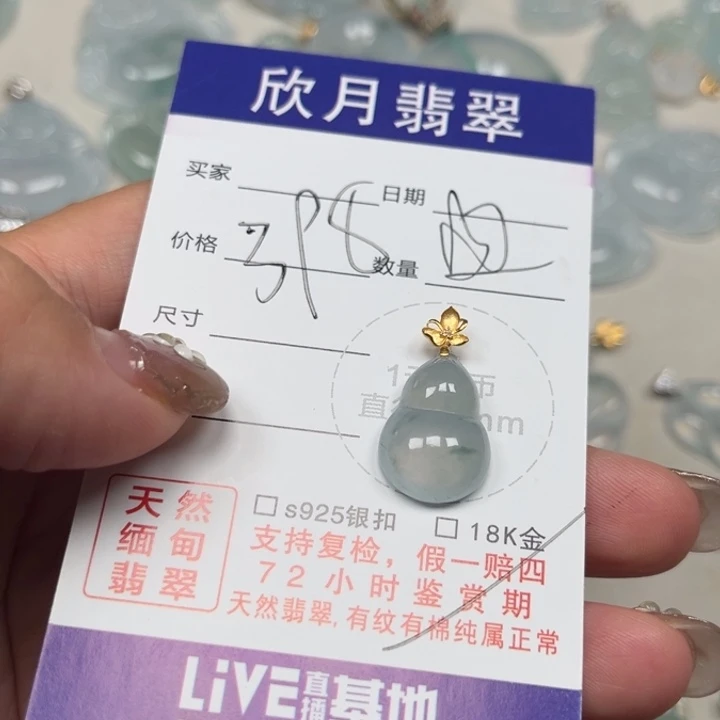 欣月翡翠
买家
日期
价格
398
数量
尺寸
天然
缅甸
翡翠
□ s925银扣 □ 18K金
支持复检，假一赔四
72小时鉴赏期
天然翡翠,有纹有棉纯属正常
LiVE直播基地